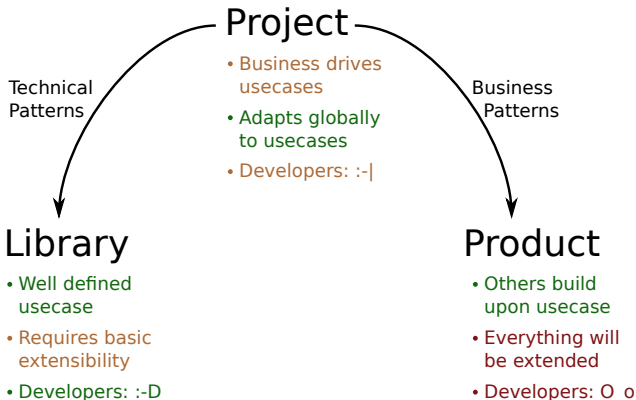 Project
• Business drives
usecases
• Adapts globally
to usecases
• Developers: :-|
Technical
Patterns
Business
Patterns
Library
• Well defined
usecase
• Requires basic
extensibility
• Developers: :-D
Product
• Others build
upon usecase
• Everything will
be extended
• Developers: O_o